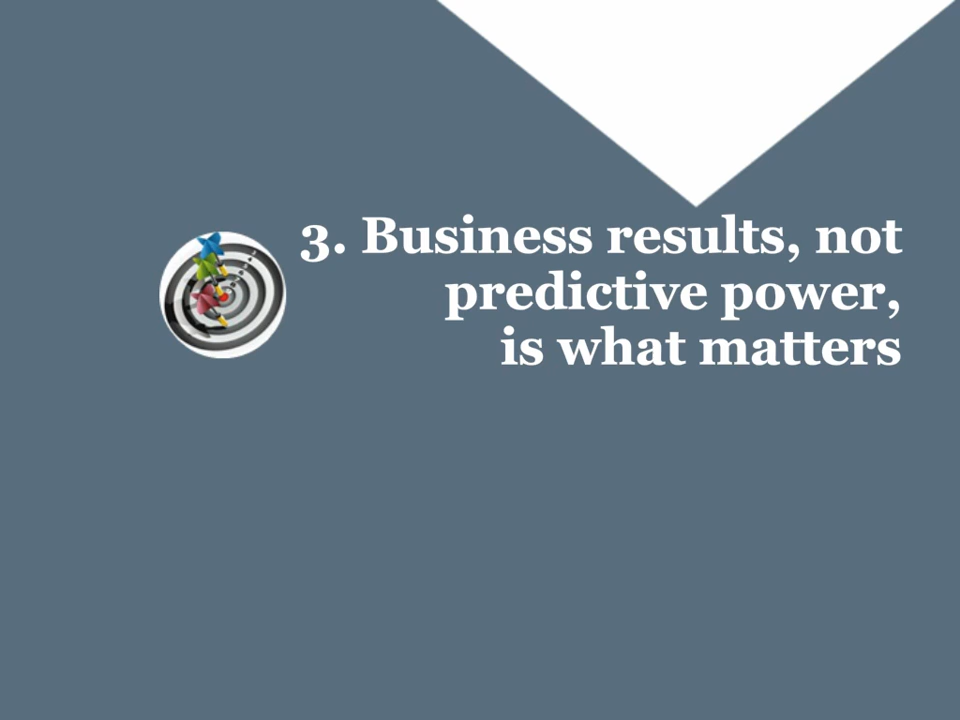 3. Business results, not
predictive power,
is what matters